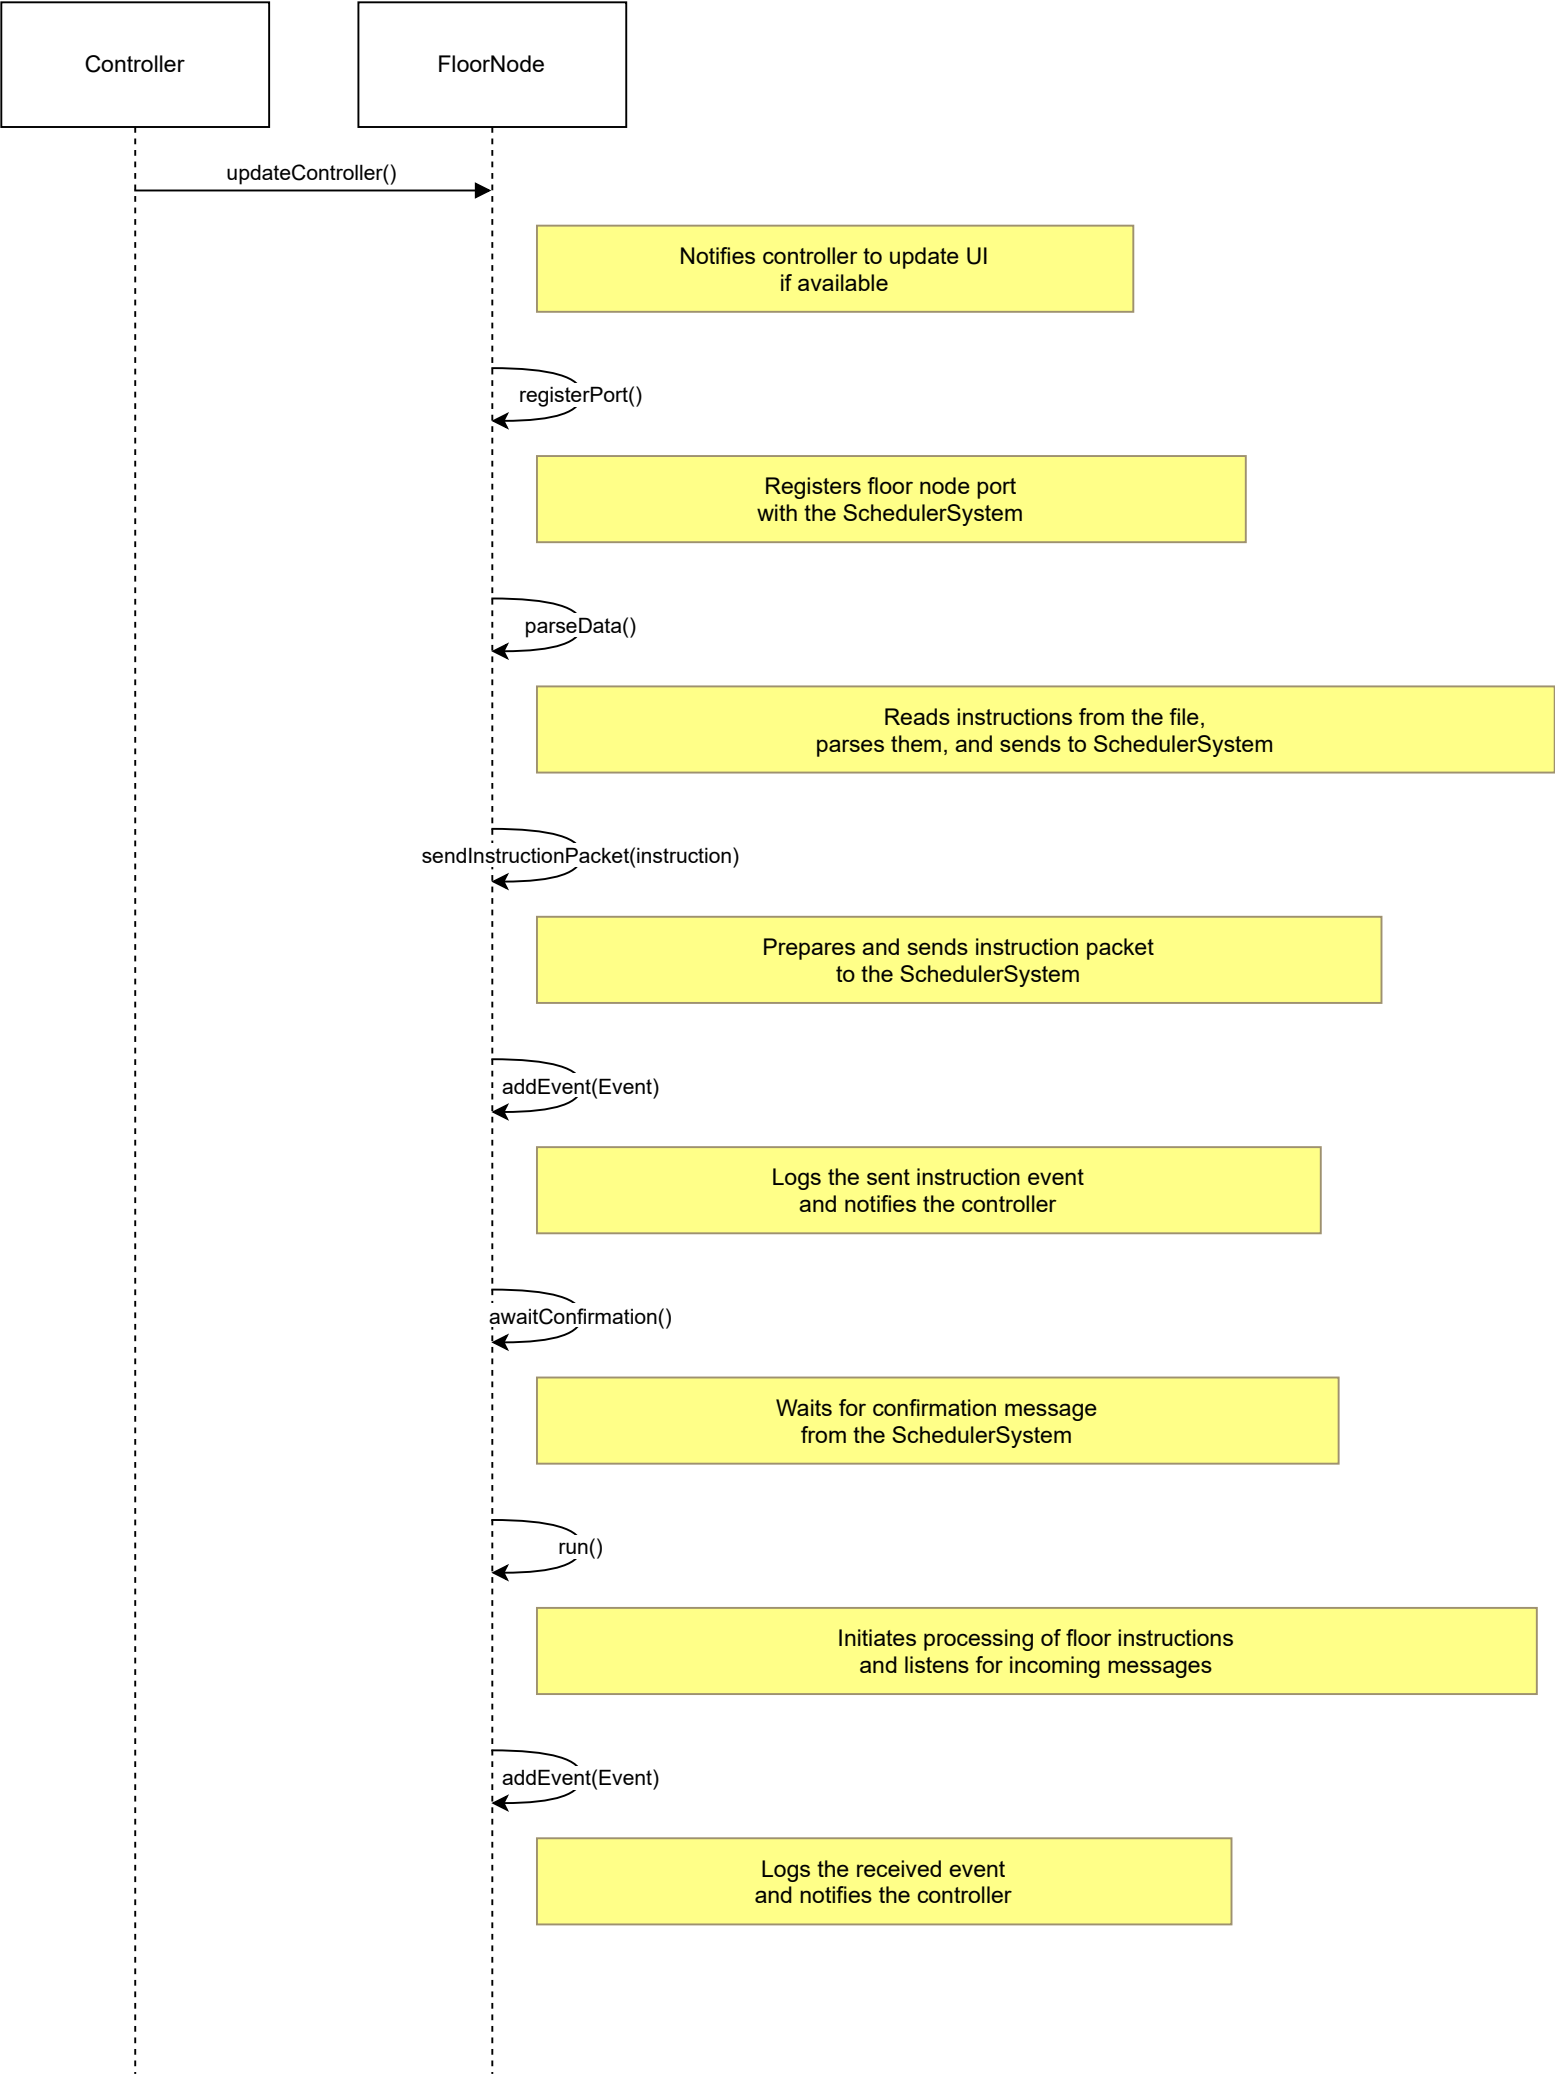 Controller
FloorNode
updateController()
Notifies controller to update UI
if available
registerPort()
Registers floor node port
with the SchedulerSystem
parseData()
Reads instructions from the file,
parses them, and sends to SchedulerSystem
sendInstructionPacket(instruction)
Prepares and sends instruction packet
to the SchedulerSystem
addEvent(Event)
Logs the sent instruction event
and notifies the controller
awaitConfirmation()
Waits for confirmation message
from the SchedulerSystem
run()
Initiates processing of floor instructions
and listens for incoming messages
addEvent(Event)
Logs the received event
and notifies the controller